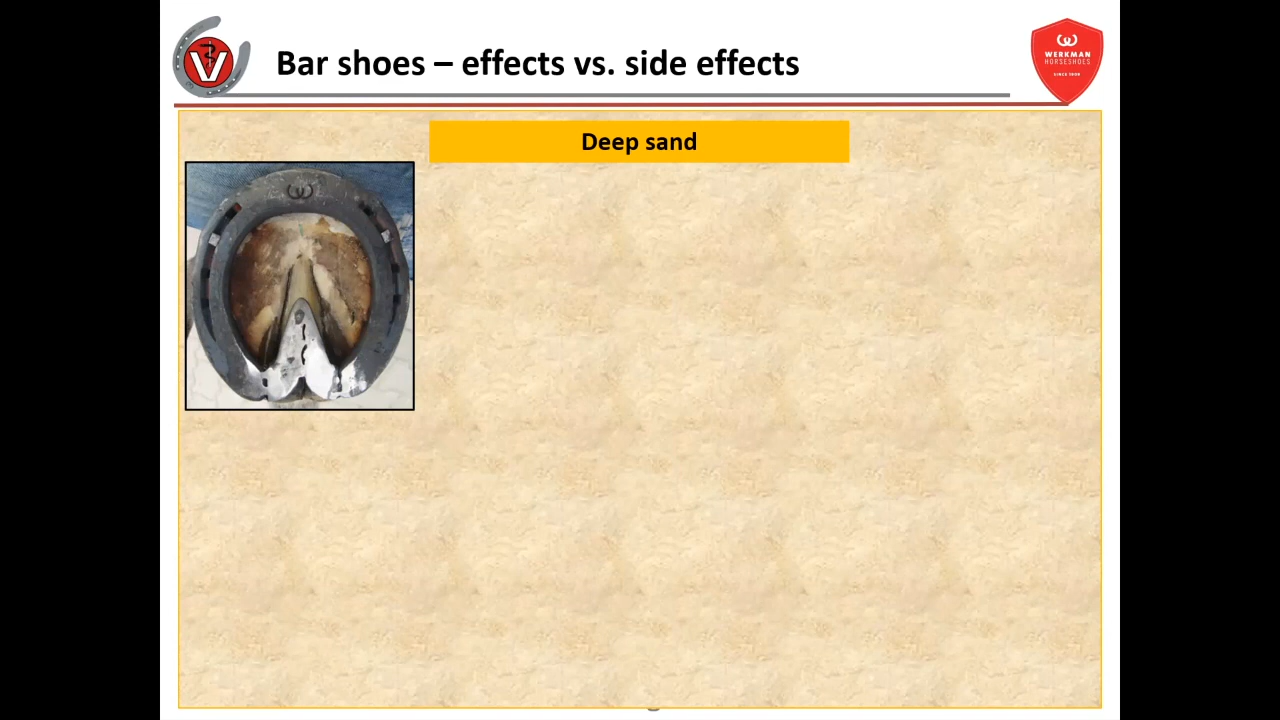 Bar shoes – effects vs. side effects
V
WERKMAN
HORSESHOES
Deep sand